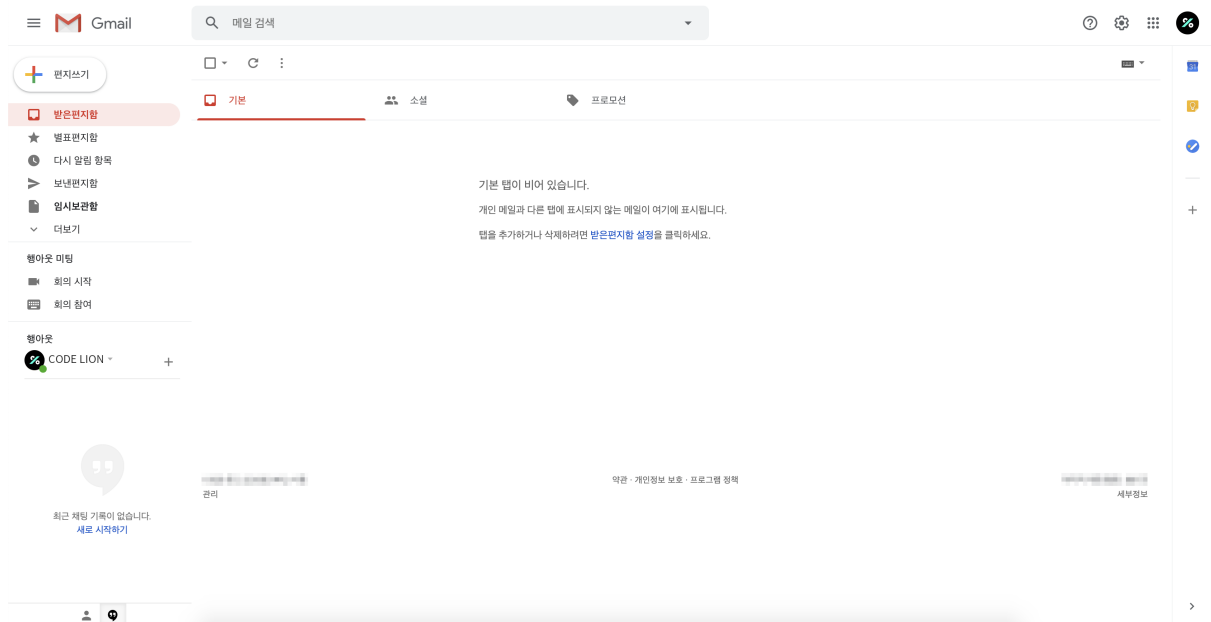 Gmail
메일 검색
편지쓰기
받은편지함
별표편지함
다시 알림 항목
보낸편지함
임시보관함
더보기
행아웃 미팅
회의 시작
회의 참여
행아웃
CODE LION
최근 채팅 기록이 없습니다.
새로 시작하기
기본
소셜
프로모션
기본 탭이 비어 있습니다.
개인 메일과 다른 탭에 표시되지 않는 메일이 여기에 표시됩니다.
탭을 추가하거나 삭제하려면 받은편지함 설정을 클릭하세요.
관리
약관 · 개인정보 보호 · 프로그램 정책
세부정보
31